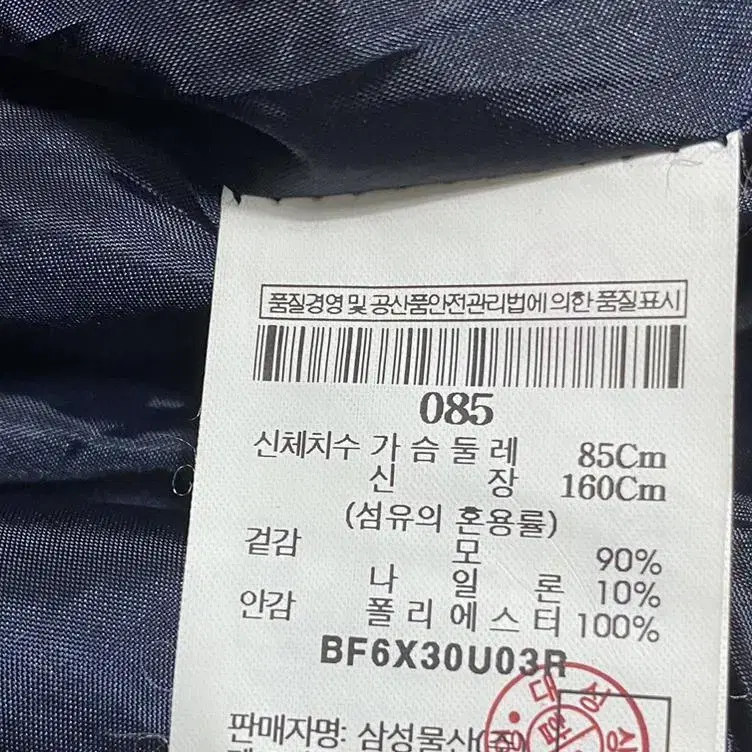 품질경영 및 공산품안전관리법에 의한 품질표시
085
신체치수 가슴둘레 85Cm
신장 160Cm
(섬유의 혼용률)
겉감 모 90%
나일론 10%
안감 폴리에스터 100%
BF6X30U03R
판매자명: 삼성물산(주)